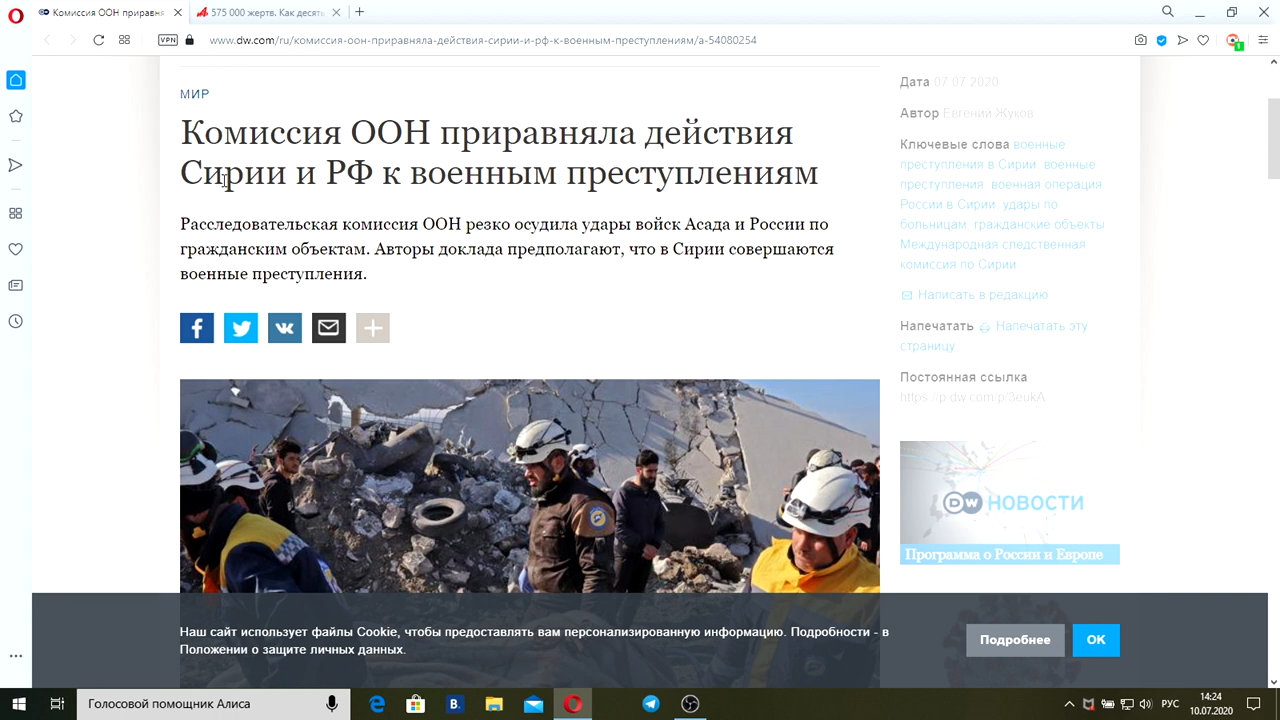 Комиссия ООН приравня
575 000 жертв. Как десять
VPN
www.dw.com/ru/комиссия-оон-приравняла-действия-сирии-и-рф-к-военным-преступлениям/a-54080254
1
МИР
Комиссия ООН приравняла действия
Сирии и РФ к военным преступлениям
Расследовательская комиссия ООН резко осудила удары войск Асада и России по
гражданским объектам. Авторы доклада предполагают, что в Сирии совершаются
военные преступления.
Дата 07.07.2020
Автор Евгений Жуков
Ключевые слова военные
преступления в Сирии, военные
преступления, военная операция
России в Сирии, удары по
больницам, гражданские объекты,
Международная следственная
комиссия по Сирии
Написать в редакцию
Напечатать Напечатать эту
страницу
Постоянная ссылка
https://p.dw.com/p/3eukA
DW НОВОСТИ
Программа о России и Европе
Наш сайт использует файлы Cookie, чтобы предоставлять вам персонализированную информацию. Подробности - в
Положении о защите личных данных.
Подробнее
OK
Голосовой помощник Алиса
B.
РУС
14:24
10.07.2020